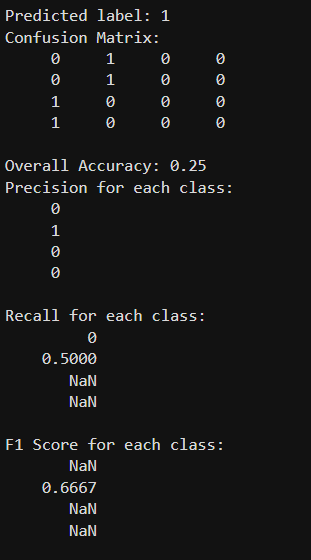 Predicted label: 1
Confusion Matrix:
0 1 0 0
0 1 0 0
1 0 0 0
1 0 0 0
Overall Accuracy: 0.25
Precision for each class:
0
1
0
0
Recall for each class:
0
0.5000
NaN
NaN
F1 Score for each class:
NaN
0.6667
NaN
NaN